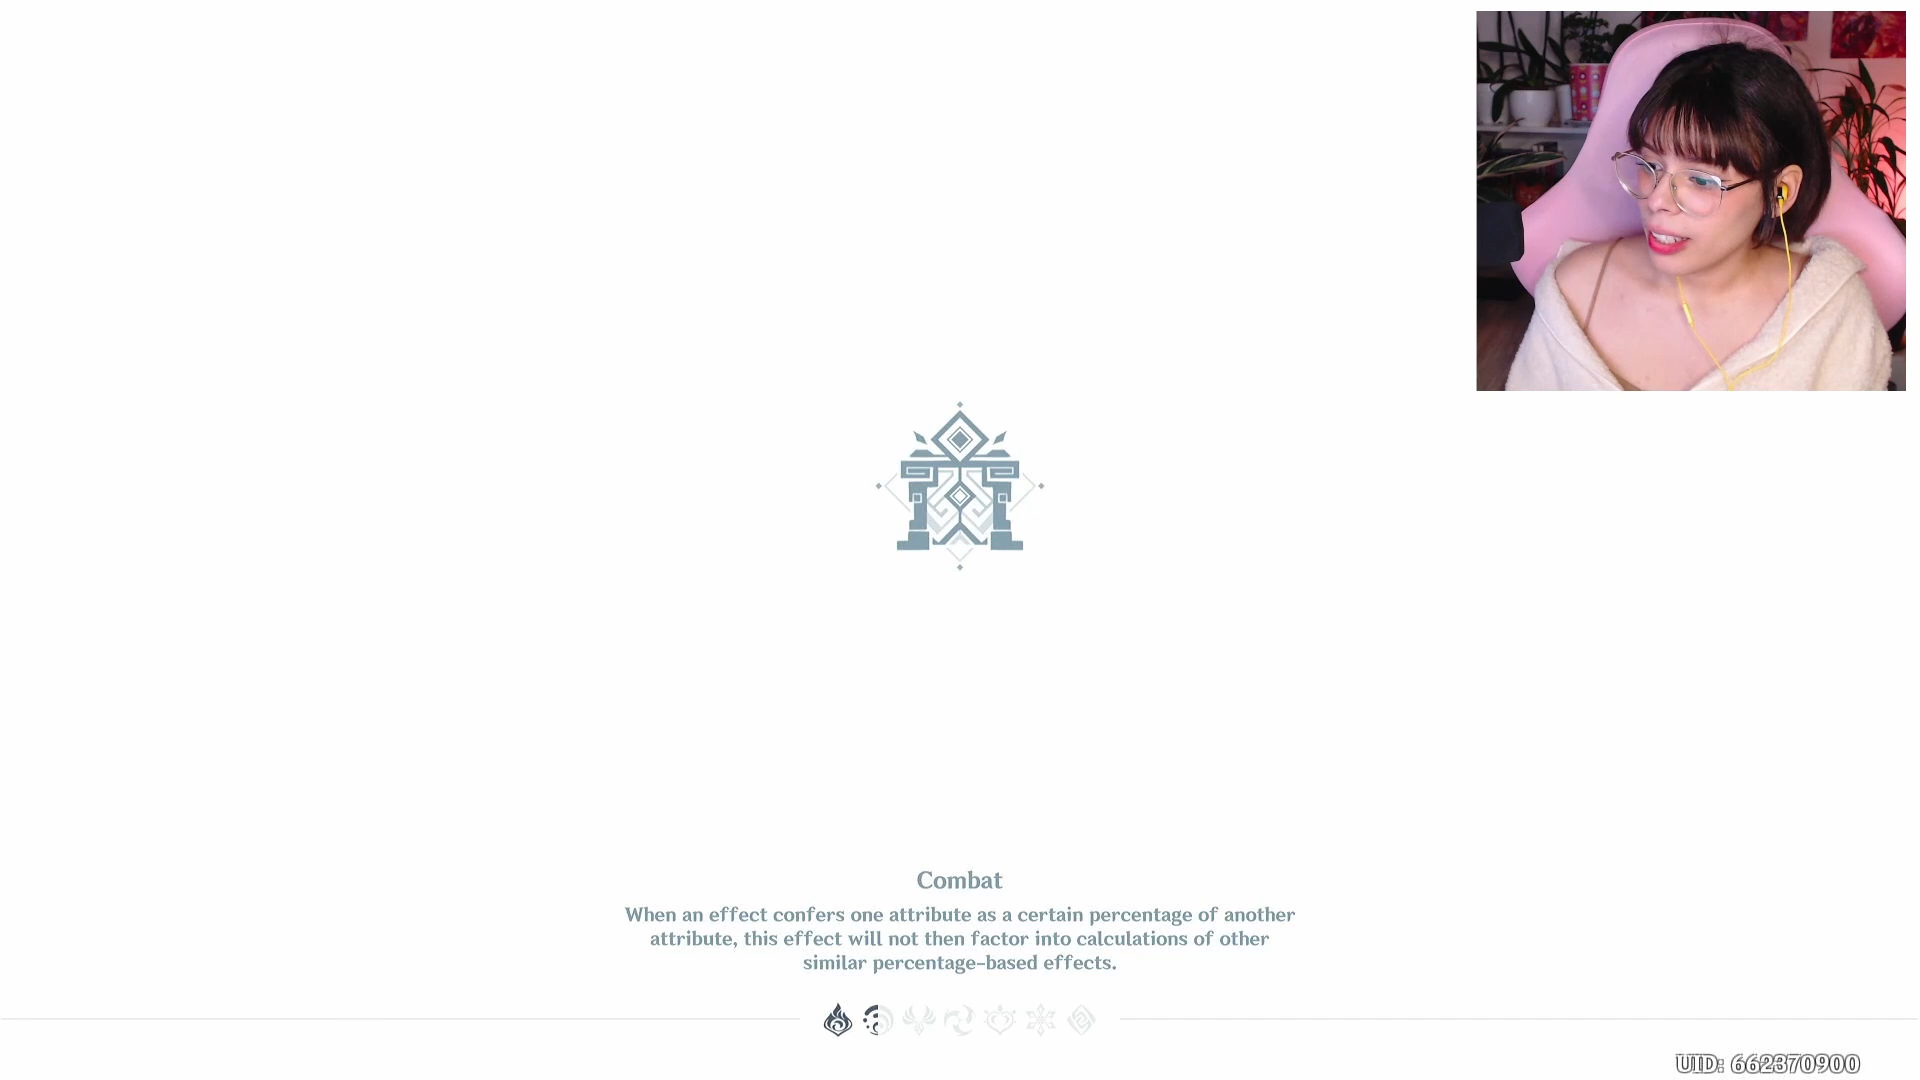 Combat
When an effect confers one attribute as a certain percentage of another
attribute, this effect will not then factor into calculations of other
similar percentage-based effects.
UID: 662370900